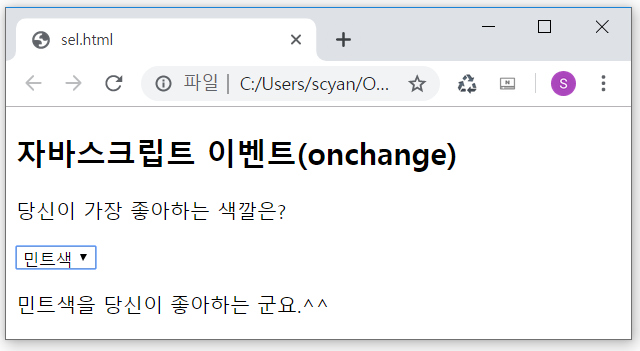 sel.html
파일 | C:/Users/scyan/O... S
자바스크립트 이벤트(onchange)
당신이 가장 좋아하는 색깔은?
민트색 ▼
민트색을 당신이 좋아하는 군요.^^